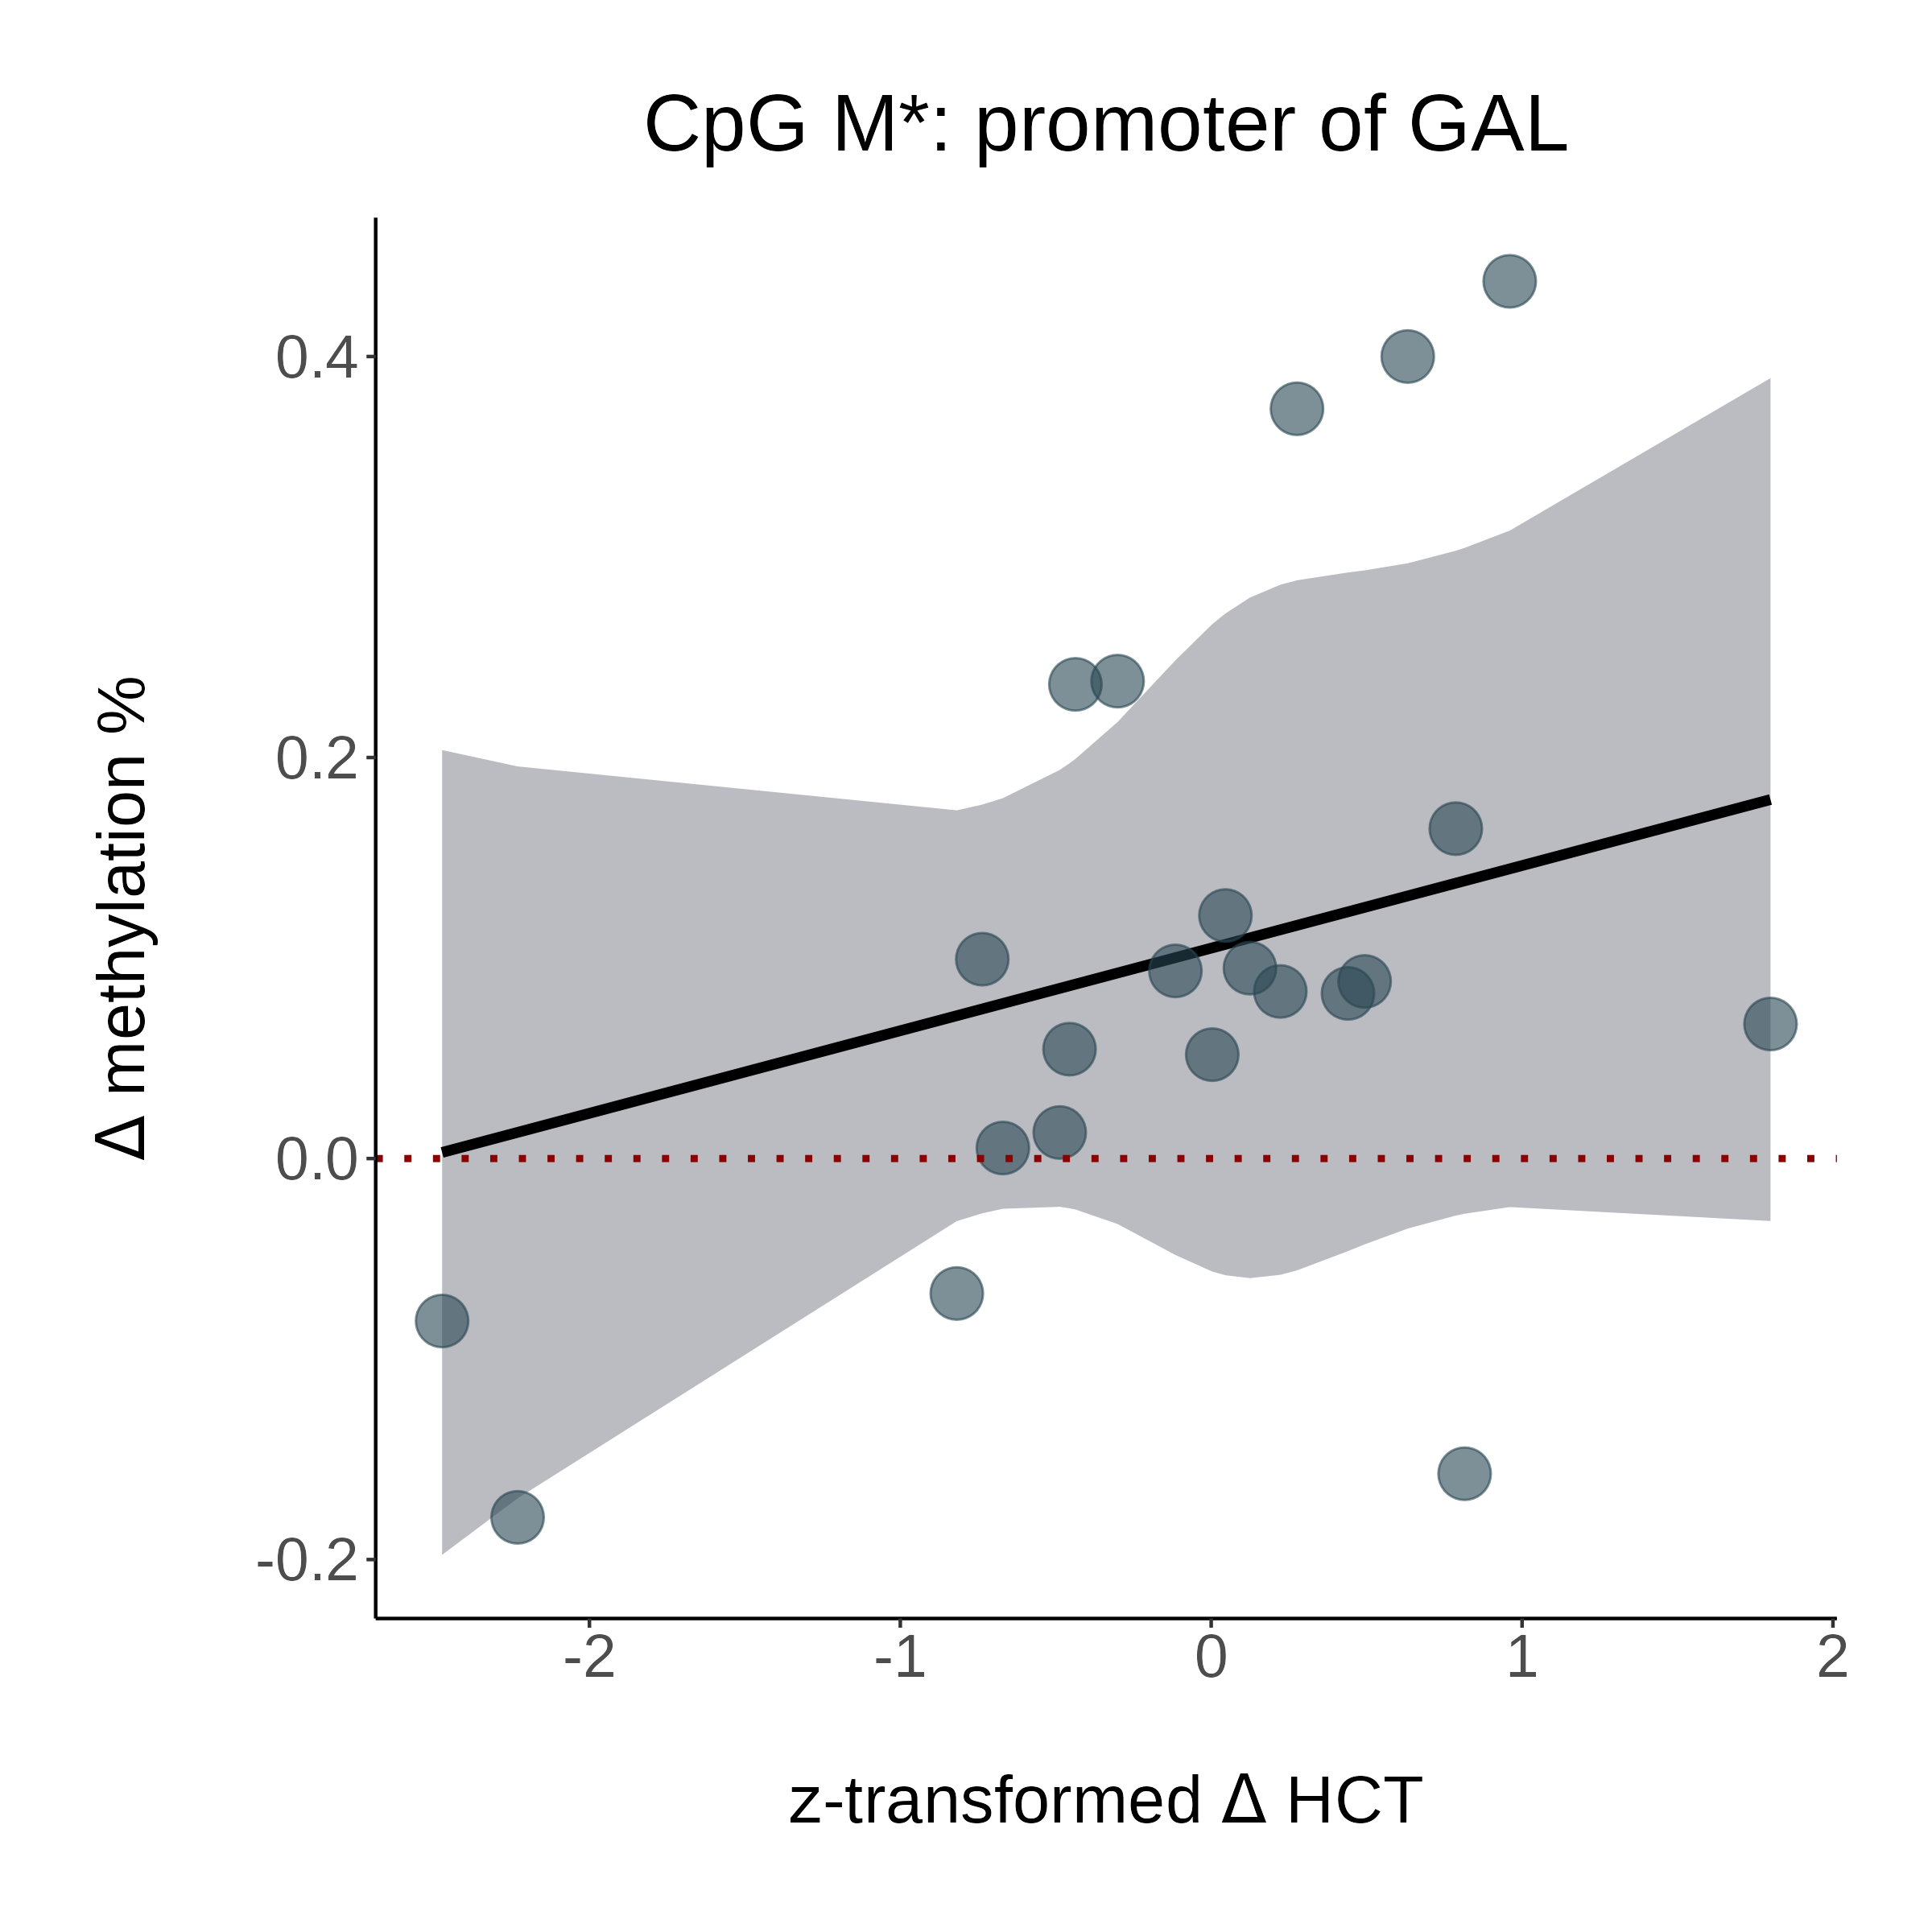 CpG M*: promoter of GAL
Δ methylation %
0.4
0.2
0.0
-0.2
-2 -1 0 1 2
z-transformed Δ HCT